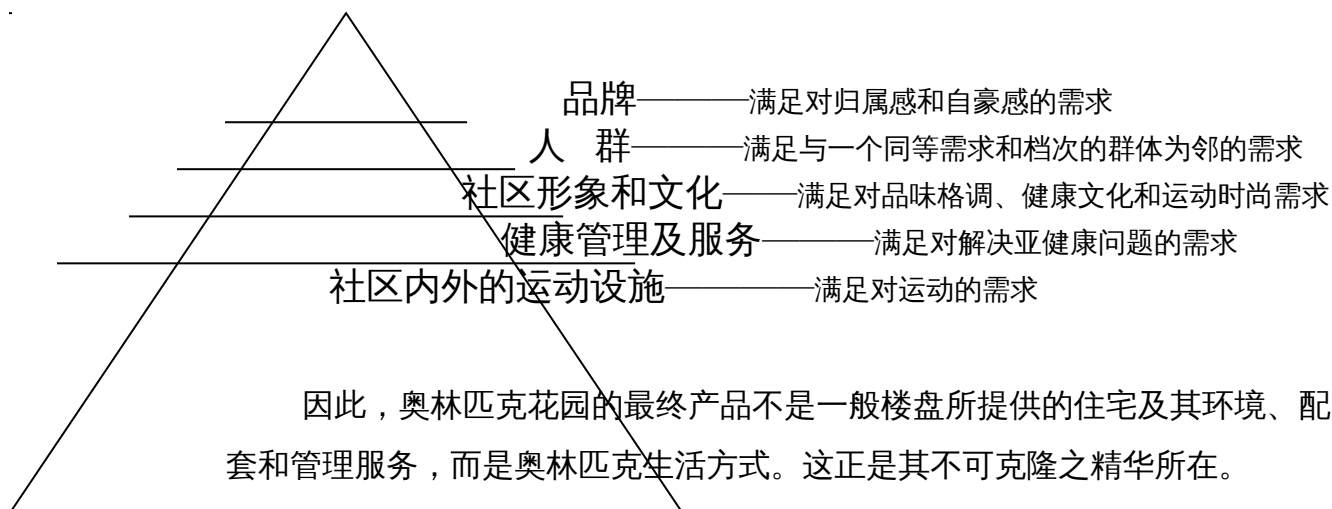 品牌———满足对归属感和自豪感的需求
人 群———满足与一个同等需求和档次的群体为邻的需求
社区形象和文化——满足对品味格调、健康文化和运动时尚需求
健康管理及服务———满足对解决亚健康问题的需求
社区内外的运动设施————满足对运动的需求
因此，奥林匹克花园的最终产品不是一般楼盘所提供的住宅及其环境、配
套和管理服务，而是奥林匹克生活方式。这正是其不可克隆之精华所在。